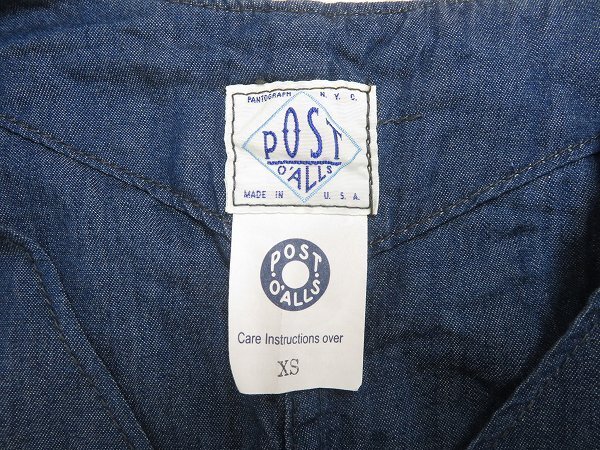 PANTOGRAPH N. Y. C.
POST
O'ALLS
MADE IN U. S. A.
POST
O'ALLS
Care Instructions over
XS